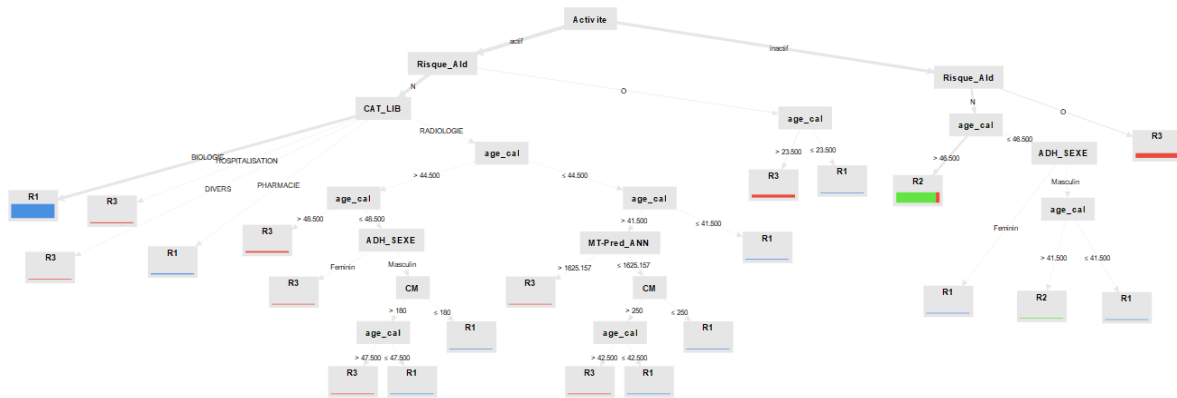 Activite
actif
inactif
Risque_Ald
Risque_Ald
N
O
N
O
CAT_LIB
age_cal
age_cal
RADIOLOGIE
> 23.500
≤ 23.500
> 46.500
≤ 46.500
R3
BIOLOGIE
HOSPITALISATION
age_cal
ADH_SEXE
DIVERS
PHARMACIE
> 44.500
≤ 44.500
R3
R1
R2
Masculin
R1
R3
age_cal
age_cal
age_cal
> 48.500
≤ 48.500
> 41.500
≤ 41.500
Feminin
R3
R1
R3
ADH_SEXE
MT-Pred_ANN
R1
> 41.500
≤ 41.500
Feminin
Masculin
> 1625.157
≤ 1625.157
R3
CM
R3
CM
R1
R2
R1
> 180
≤ 180
> 250
≤ 250
age_cal
R1
age_cal
R1
> 47.500
≤ 47.500
> 42.500
≤ 42.500
R3
R1
R3
R1